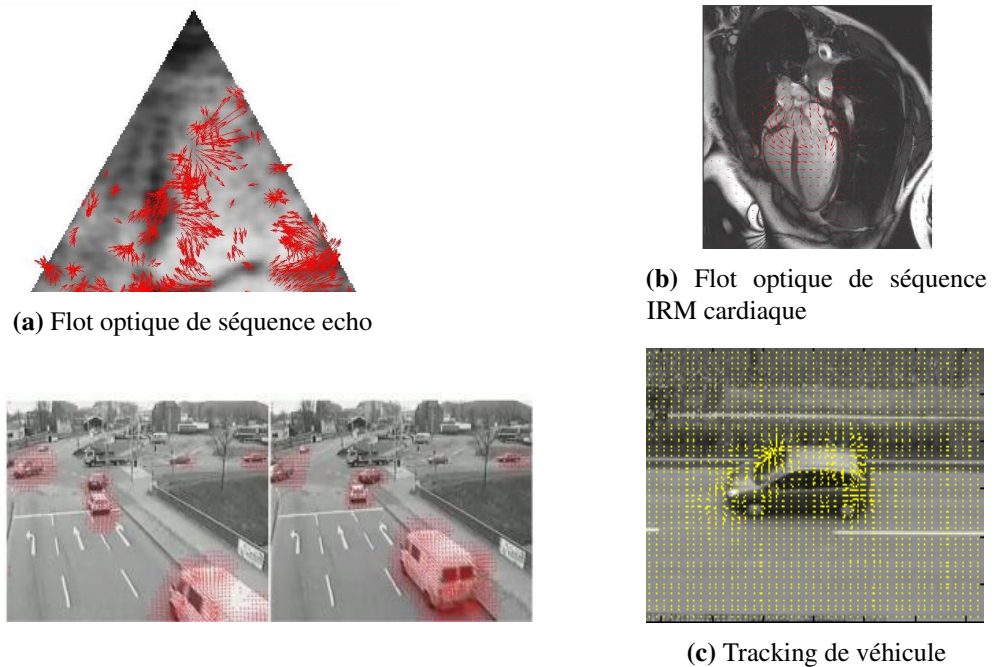 (a) Flot optique de séquence echo
(b) Flot optique de séquence
IRM cardiaque
(c) Tracking de véhicule